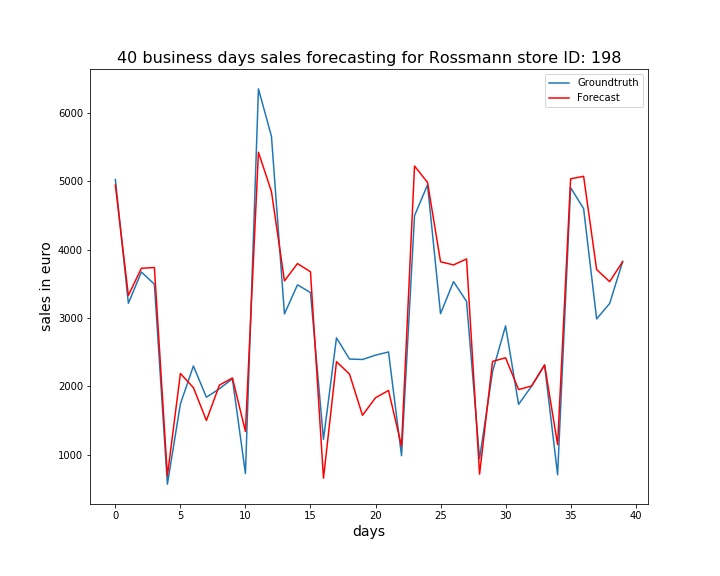 40 business days sales forecasting for Rossmann store ID: 198
Groundtruth
Forecast
sales in euro
6000
5000
4000
3000
2000
1000
0 5 10 15 20 25 30 35 40
days